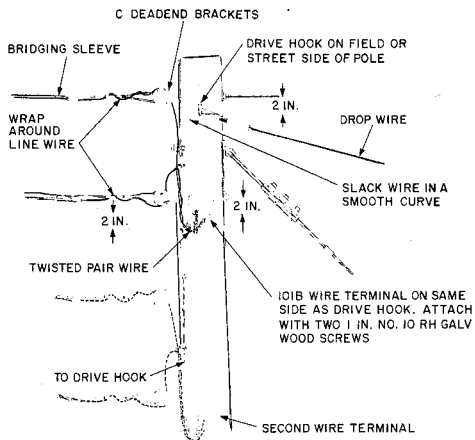 C DEADEND BRACKETS
BRIDGING SLEEVE
DRIVE HOOK ON FIELD OR
STREET SIDE OF POLE
2 IN.
WRAP
AROUND
LINE WIRE
DROP WIRE
SLACK WIRE IN A
SMOOTH CURVE
2 IN.
2 IN.
TWISTED PAIR WIRE
101B WIRE TERMINAL ON SAME
SIDE AS DRIVE HOOK. ATTACH
WITH TWO 1 IN. NO. 10 RH GALV
WOOD SCREWS
TO DRIVE HOOK
SECOND WIRE TERMINAL